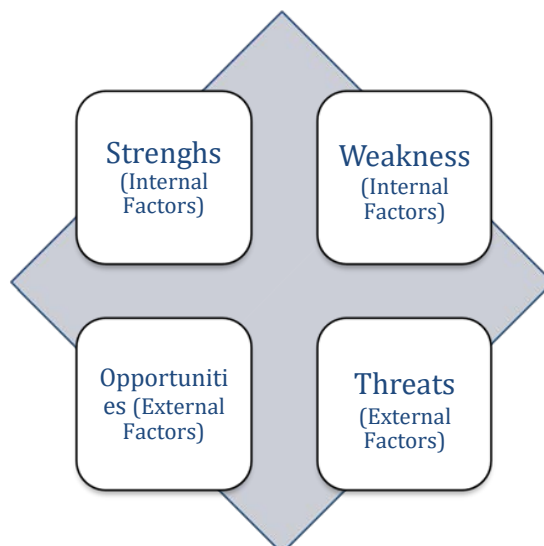 Strenghs
(Internal
Factors)
Weakness
(Internal
Factors)
Opportuniti
es (External
Factors)
Threats
(External
Factors)